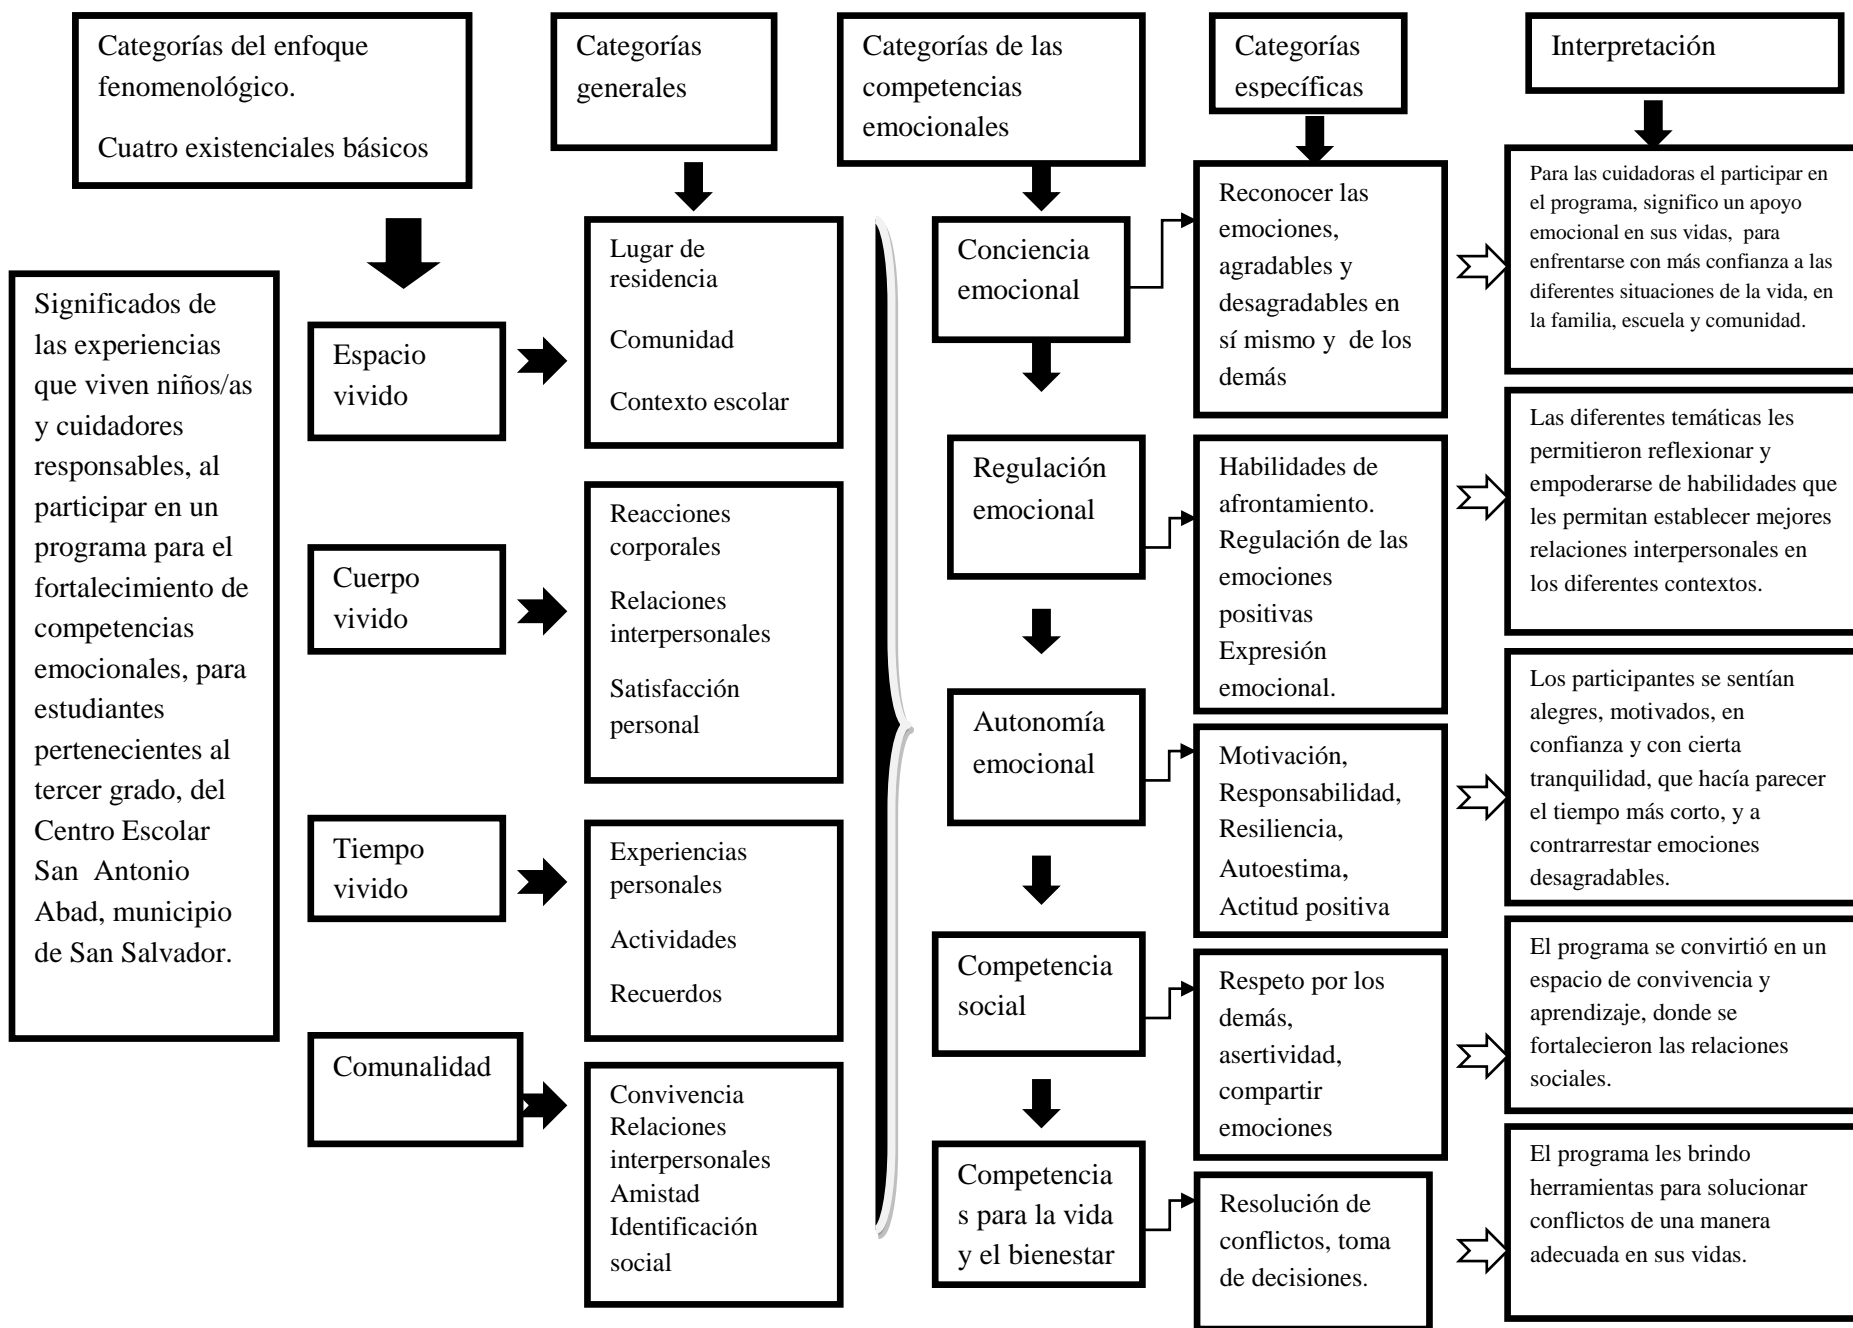 Categorías del enfoque
fenomenológico.
Cuatro existenciales básicos
Categorías
generales
Categorías de las
competencias
emocionales
Categorías
específicas
Interpretación
Significados de
las experiencias
que viven niños/as
y cuidadores
responsables, al
participar en un
programa para el
fortalecimiento de
competencias
emocionales, para
estudiantes
pertenecientes al
tercer grado, del
Centro Escolar
San Antonio
Abad, municipio
de San Salvador.
Espacio
vivido
Cuerpo
vivido
Tiempo
vivido
Comunalidad
Lugar de
residencia
Comunidad
Contexto escolar
Reacciones
corporales
Relaciones
interpersonales
Satisfacción
personal
Experiencias
personales
Actividades
Recuerdos
Convivencia
Relaciones
interpersonales
Amistad
Identificación
social
Conciencia
emocional
Regulación
emocional
Autonomía
emocional
Competencia
social
Competencia
s para la vida
y el bienestar
Reconocer las
emociones,
agradables y
desagradables en
sí mismo y de los
demás
Habilidades de
afrontamiento.
Regulación de las
emociones
positivas
Expresión
emocional.
Motivación,
Responsabilidad,
Resiliencia,
Autoestima,
Actitud positiva
Respeto por los
demás,
asertividad,
compartir
emociones
Resolución de
conflictos, toma
de decisiones.
Para las cuidadoras el participar en
el programa, significo un apoyo
emocional en sus vidas, para
enfrentarse con más confianza a las
diferentes situaciones de la vida, en
la familia, escuela y comunidad.
Las diferentes temáticas les
permitieron reflexionar y
empoderarse de habilidades que
les permitan establecer mejores
relaciones interpersonales en
los diferentes contextos.
Los participantes se sentían
alegres, motivados, en
confianza y con cierta
tranquilidad, que hacía parecer
el tiempo más corto, y a
contrarrestar emociones
desagradables.
El programa se convirtió en un
espacio de convivencia y
aprendizaje, donde se
fortalecieron las relaciones
sociales.
El programa les brindo
herramientas para solucionar
conflictos de una manera
adecuada en sus vidas.